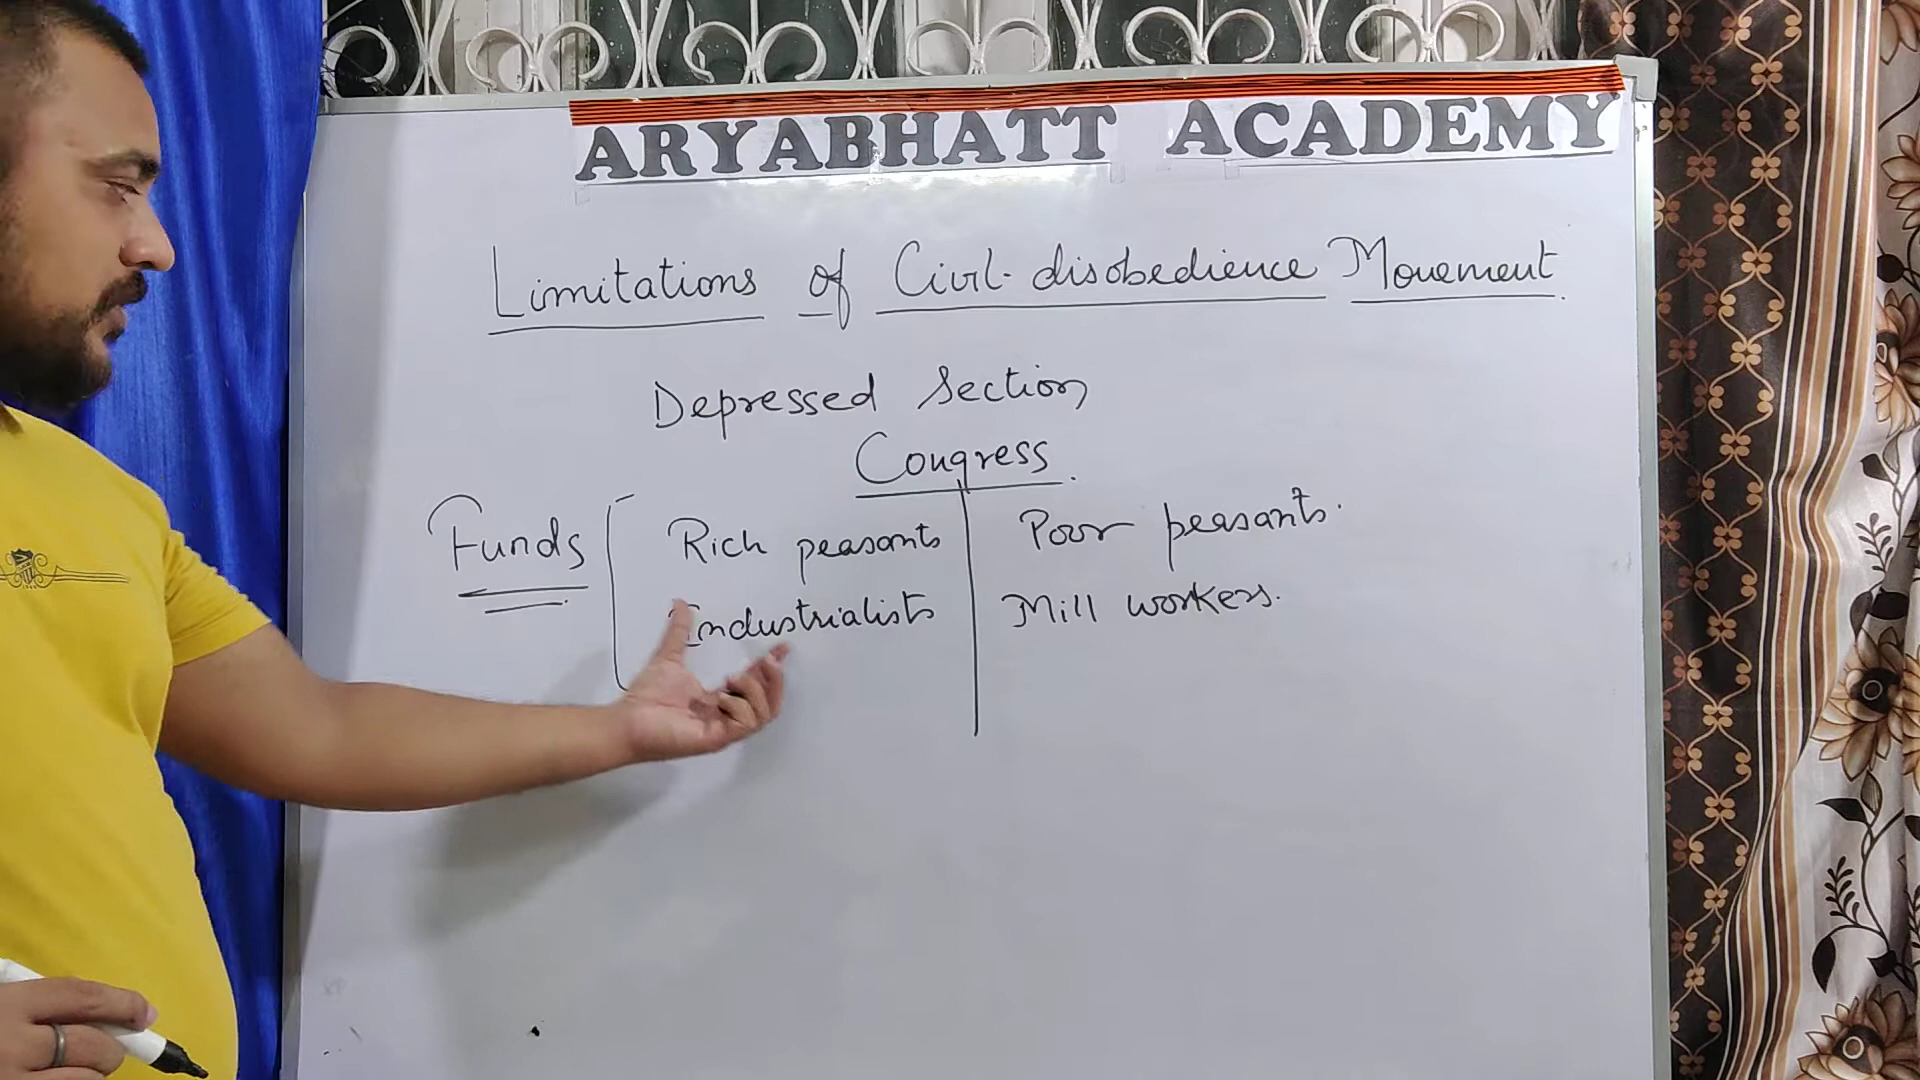 ARYABHATT ACADEMY
Limitations of Civil-disobedience Movement.
Depressed Section
Congress.
Funds Rich peasants Poor peasants.
Industrialists Mill workers.